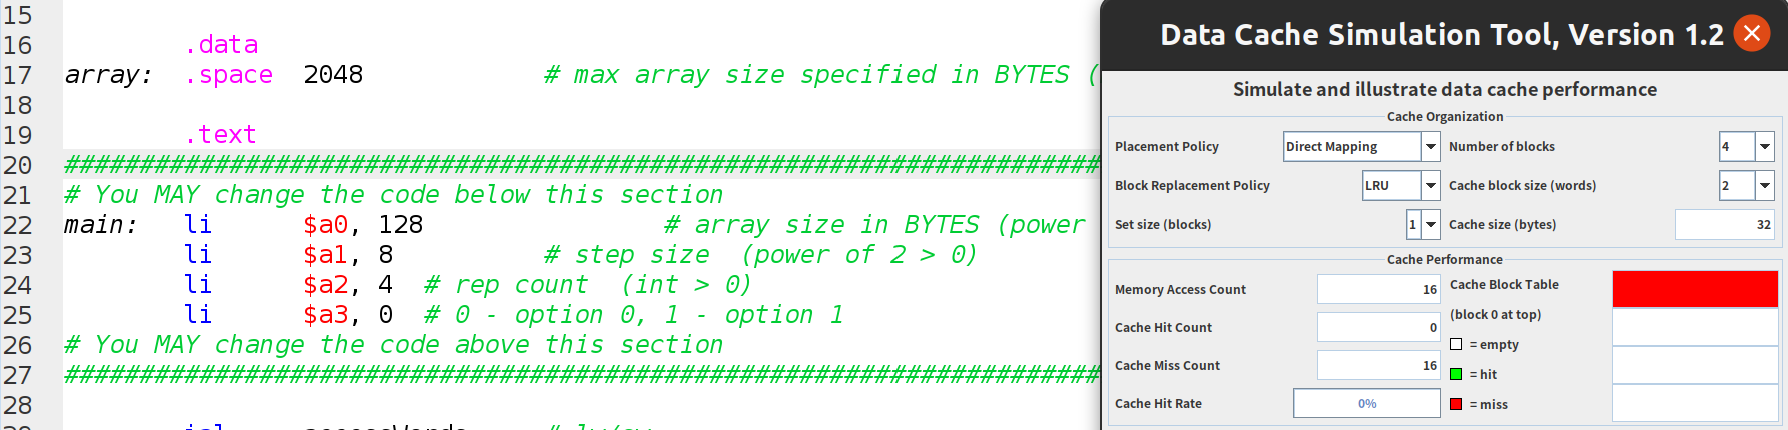 15
16 .data
17 array: .space 2048 # max array size specified in BYTES (
18
19 .text
20 ######################################################################
21 # You MAY change the code below this section
22 main: li $a0, 128 # array size in BYTES (power
23 li $a1, 8 # step size (power of 2 > 0)
24 li $a2, 4 # rep count (int > 0)
25 li $a3, 0 # 0 - option 0, 1 - option 1
26 # You MAY change the code above this section
27 ######################################################################
28
Data Cache Simulation Tool, Version 1.2
Simulate and illustrate data cache performance
Cache Organization
Placement Policy Direct Mapping Number of blocks 4
Block Replacement Policy LRU Cache block size (words) 2
Set size (blocks) 1 Cache size (bytes) 32
Cache Performance
Memory Access Count 16 Cache Block Table
(block 0 at top)
Cache Hit Count 0
= empty
Cache Miss Count 16
= hit
Cache Hit Rate 0%
= miss